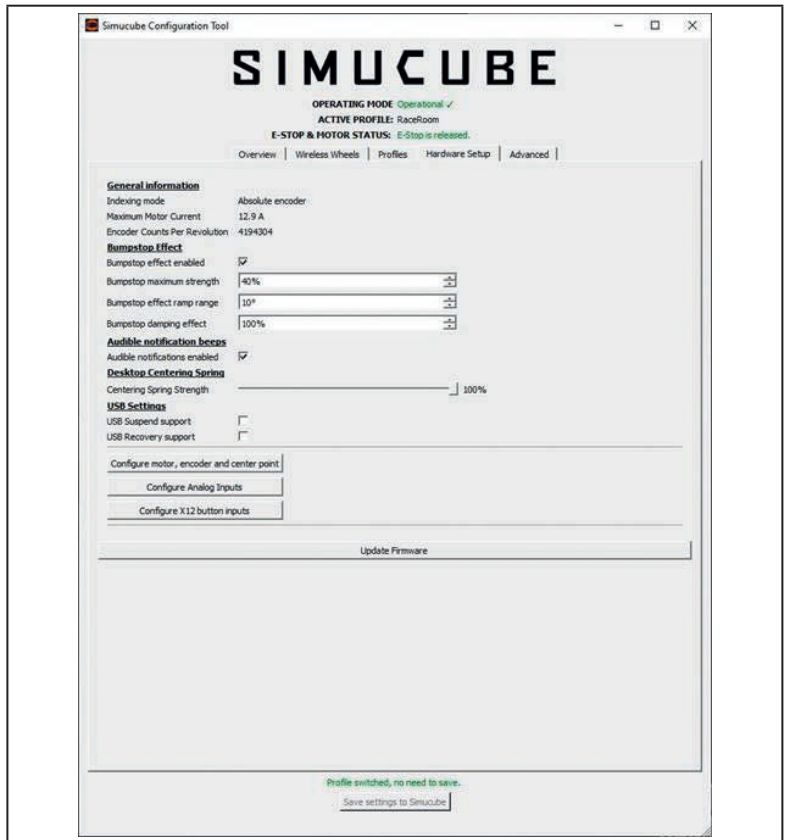 Simucube Configuration Tool
SIMUCUBE
OPERATING MODE Operational ✓
ACTIVE PROFILE: RaceRoom
E-STOP & MOTOR STATUS: E-Stop is released.
Overview Wireless Wheels Profiles Hardware Setup Advanced
General information
Indexing mode Absolute encoder
Maximum Motor Current 12.9 A
Encoder Counts Per Revolution 4194304
Bumpstop Effect
Bumpstop effect enabled
Bumpstop maximum strength 40%
Bumpstop effect ramp range 10°
Bumpstop damping effect 100%
Audible notification beeps
Audible notifications enabled
Desktop Centering Spring
Centering Spring Strength 100%
USB Settings
USB Suspend support
USB Recovery support
Configure motor, encoder and center point
Configure Analog Inputs
Configure X12 button inputs
Update Firmware
Profile switched, no need to save.
Save settings to Simucube